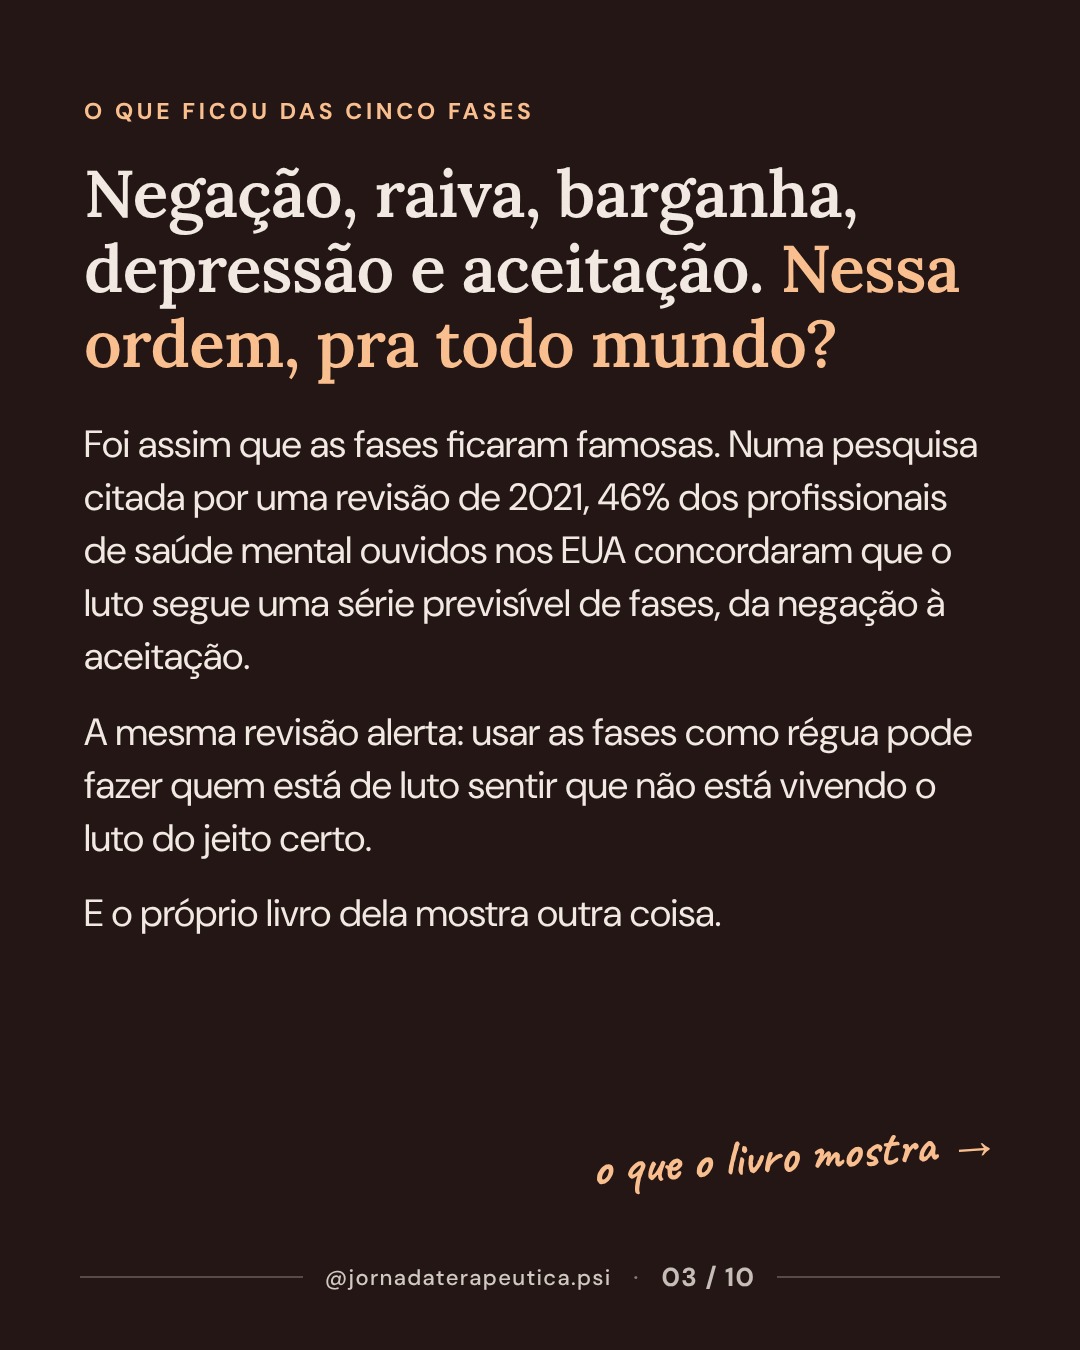 O QUE FICOU DAS CINCO FASES
Negação, raiva, barganha,
depressão e aceitação. Nessa
ordem, pra todo mundo?
Foi assim que as fases ficaram famosas. Numa pesquisa
citada por uma revisão de 2021, 46% dos profissionais
de saúde mental ouvidos nos EUA concordaram que o
luto segue uma série previsível de fases, da negação à
aceitação.
A mesma revisão alerta: usar as fases como régua pode
fazer quem está de luto sentir que não está vivendo o
luto do jeito certo.
E o próprio livro dela mostra outra coisa.
o que o livro mostra →
@jornadaterapeutica.psi · 03 / 10